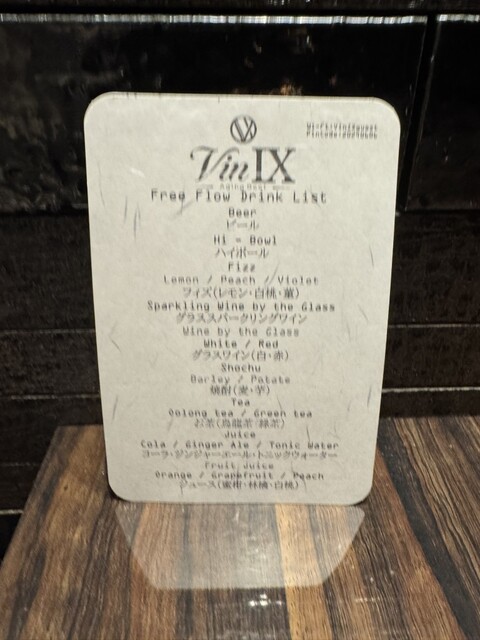 Vin IX
Aging Beef
Free Flow Drink List
Beer
ビール
Hi - Bowl
ハイボール
Fizz
Lemon / Peach / Violet
フィズ(レモン・白桃・菫)
Sparkling Wine by the Glass
グラススパークリングワイン
Wine by the Glass
White / Red
グラスワイン(白・赤)
Shochu
Barley / Potato
焼酎(麦・芋)
Tea
Oolong tea / Green tea
お茶(烏龍茶 緑茶)
Juice
Cola / Ginger Ale / Tonic Water
コーラ・ジンジャーエール・トニックウォーター
Fruit Juice
Orange / Grapefruit / Peach
ジュース(蜜柑・林檎・白桃)